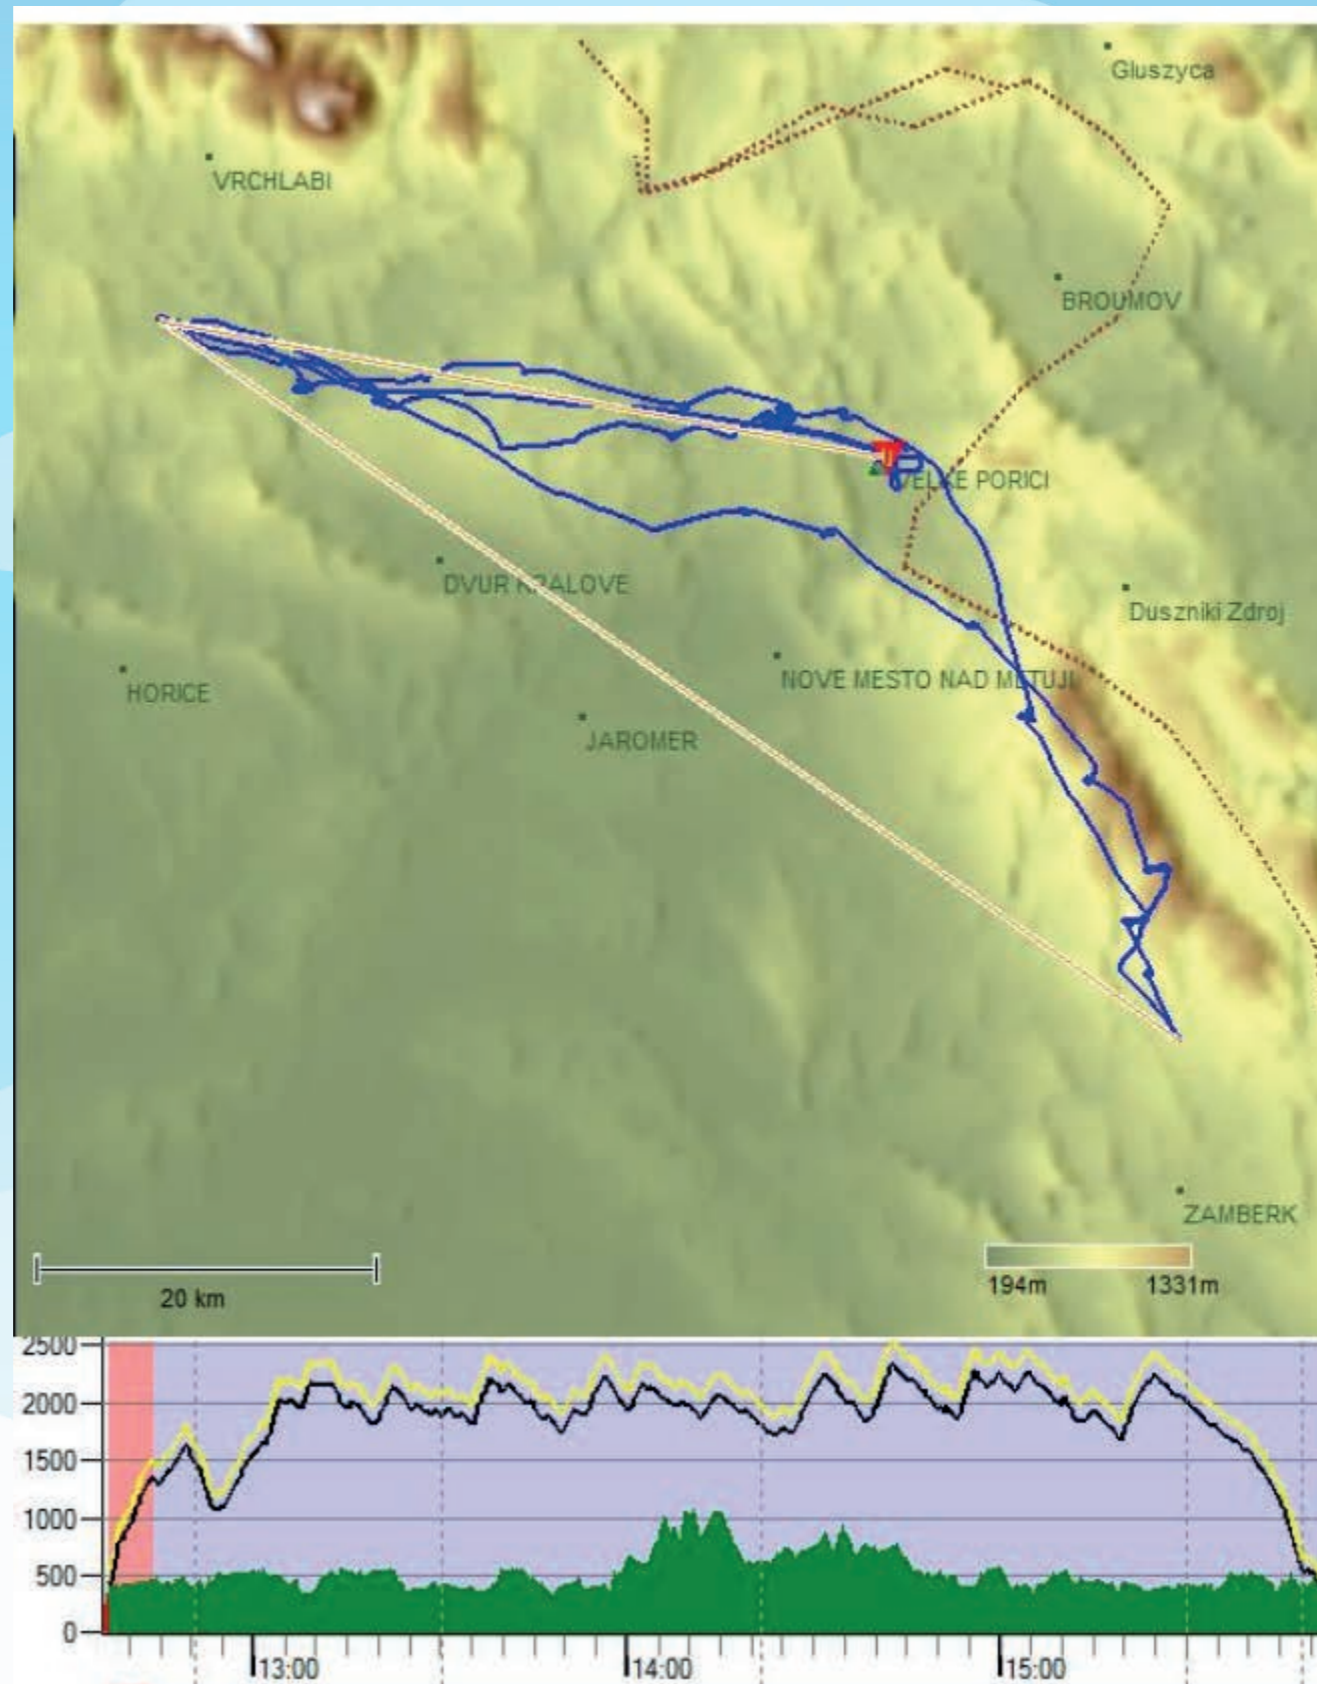 Gluszyca
VRCHLABI
BROUMOV
VELKE PORICI
DVUR KRALOVE
Duszniki Zdroj
HORICE
NOVE MESTO NAD METUJI
JAROMER
ZAMBERK
20 km
194m 1331m
2500
2000
1500
1000
500
0
13:00 14:00 15:00